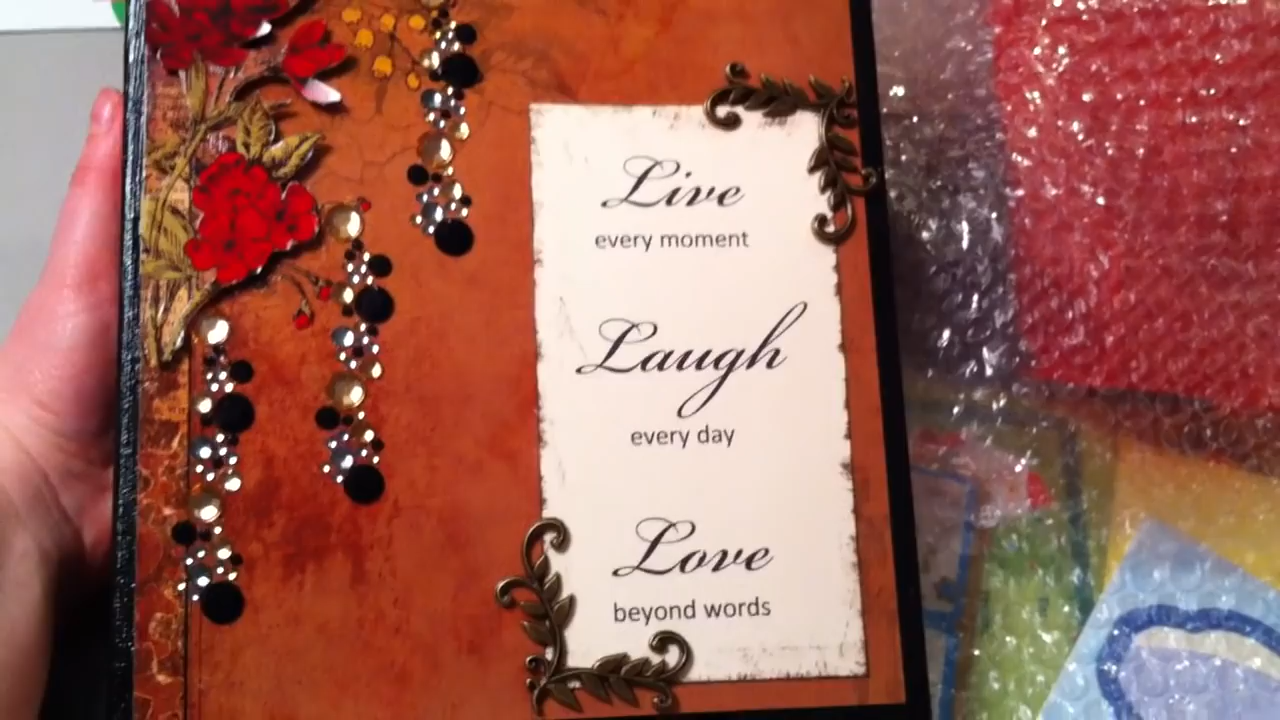 Live
every moment
Laugh
every day
Love
beyond words